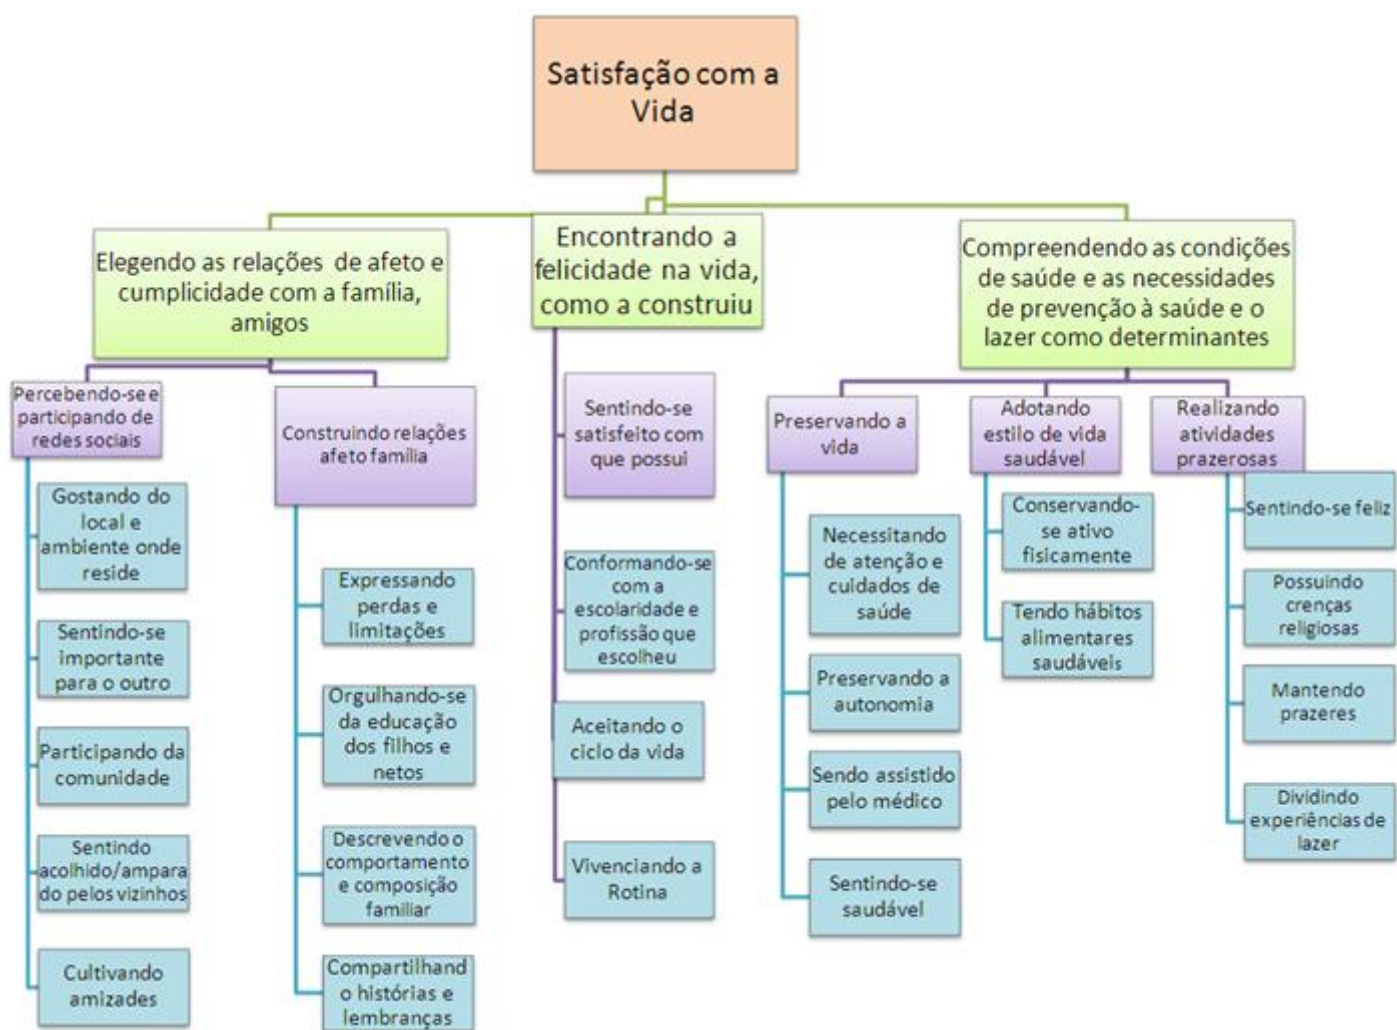 Satisfação com a
Vida
Elegendo as relações de afeto e
cumplicidade com a família,
amigos
Encontrando a
felicidade na vida,
como a construiu
Compreendendo as condições
de saúde e as necessidades
de prevenção à saúde e o
lazer como determinantes
Percebendo-se e
participando de
redes sociais
Gostando do
local e
ambiente onde
reside
Sentindo-se
importante
para o outro
Participando da
comunidade
Sentindo
acolhido/ampara
do pelos vizinhos
Cultivando
amizades
Construindo relações
afeto família
Expressando
perdas e
limitações
Orgulhando-se
da educação
dos filhos e
netos
Descrevendo o
comportamento
e composição
familiar
Compartilhand
o histórias e
lembranças
Sentindo-se
satisfeito com
que possui
Conformando-se
com a
escolaridade e
profissão que
escolheu
Aceitando o
ciclo da vida
Vivenciando a
Rotina
Preservando a
vida
Necessitando
de atenção e
cuidados de
saúde
Preservando a
autonomia
Sendo assistido
pelo médico
Sentindo-se
saudável
Adotando
estilo de vida
saudável
Conservando-
se ativo
fisicamente
Tendo hábitos
alimentares
saudáveis
Realizando
atividades
prazerosas
Sentindo-se feliz
Possuindo
crenças
religiosas
Mantendo
prazeres
Dividindo
experiências de
lazer